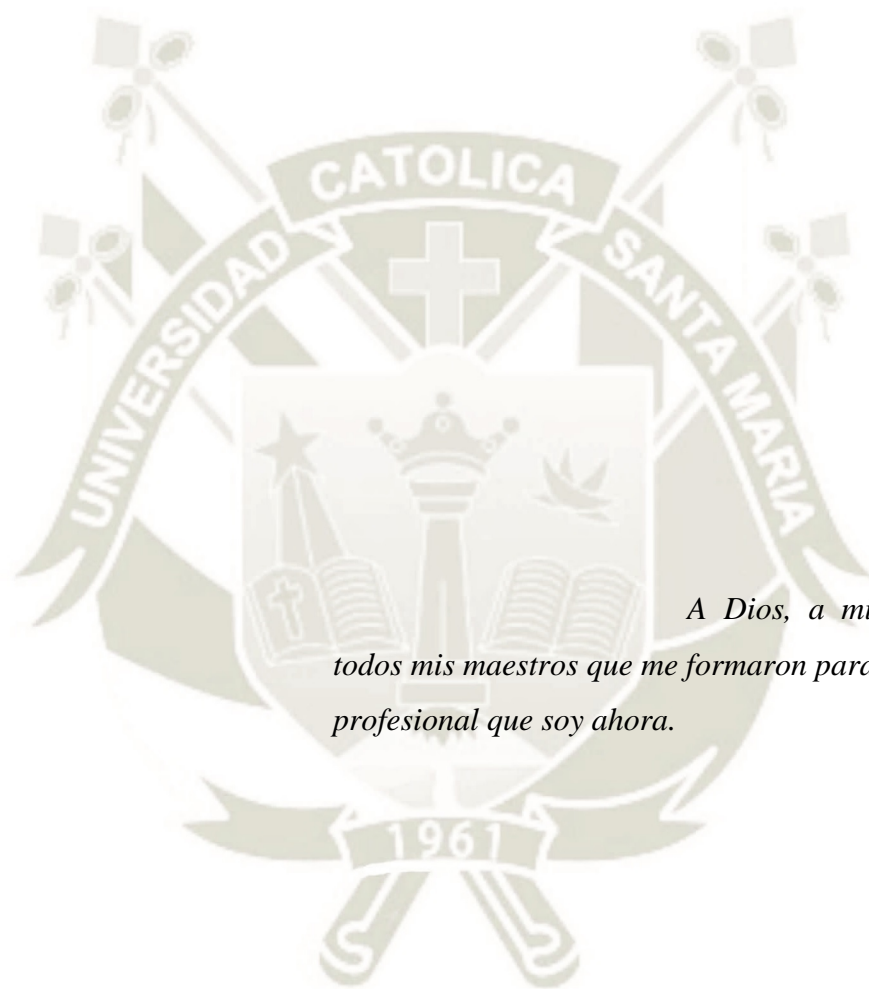 CATOLICA
UNIVERSIDAD
SANTA MARIA
A Dios, a
todos mis maestros que me formaron
profesional que soy ahora.
1961